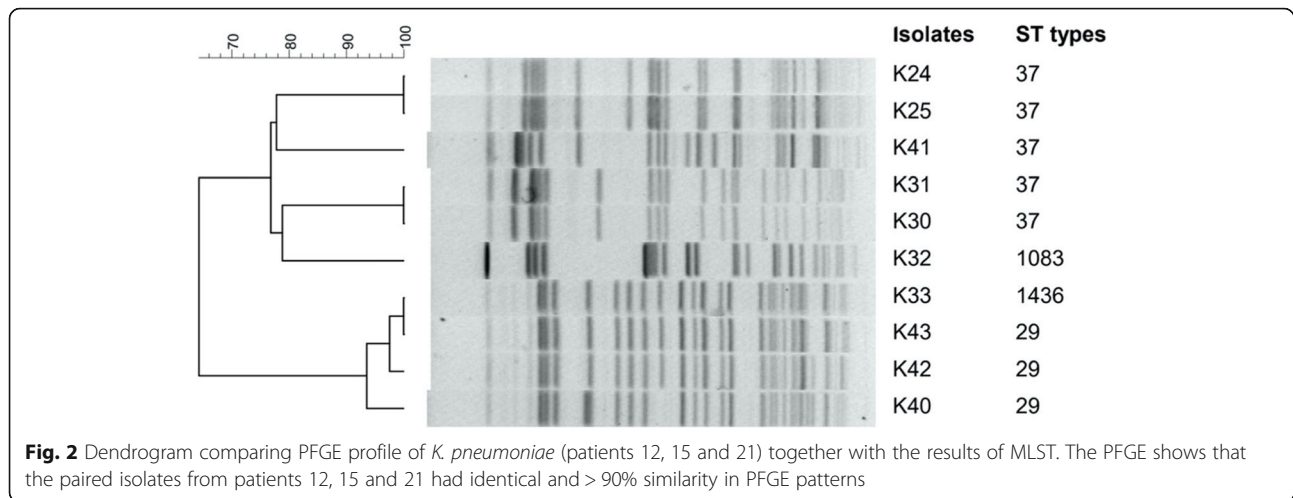 70 80 90 100 Isolates ST types
K24 37
K25 37
K41 37
K31 37
K30 37
K32 1083
K33 1436
K43 29
K42 29
K40 29
Fig. 2 Dendrogram comparing PFGE profile of K. pneumoniae (patients 12, 15 and 21) together with the results of MLST. The PFGE shows that
the paired isolates from patients 12, 15 and 21 had identical and > 90% similarity in PFGE patterns